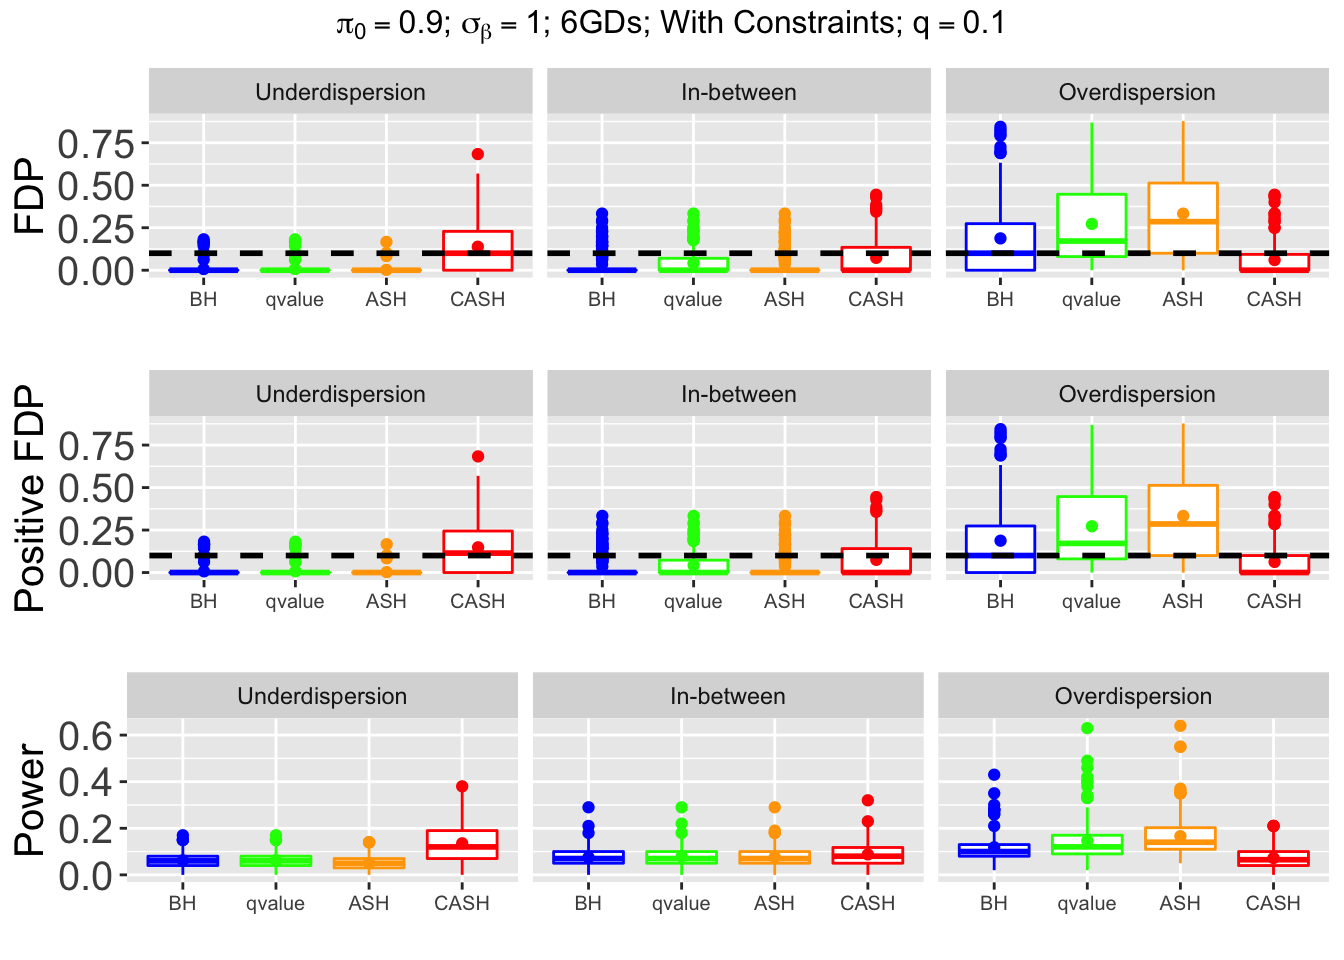 π₀ = 0.9; σᵦ = 1; 6GDs; With Constraints; q = 0.1
Underdispersion In-between Overdispersion
FDP
0.75
0.50
0.25
0.00
BH qvalue ASH CASH BH qvalue ASH CASH BH qvalue ASH CASH
Underdispersion In-between Overdispersion
Positive FDP
0.75
0.50
0.25
0.00
BH qvalue ASH CASH BH qvalue ASH CASH BH qvalue ASH CASH
Underdispersion In-between Overdispersion
Power
0.6
0.4
0.2
0.0
BH qvalue ASH CASH BH qvalue ASH CASH BH qvalue ASH CASH